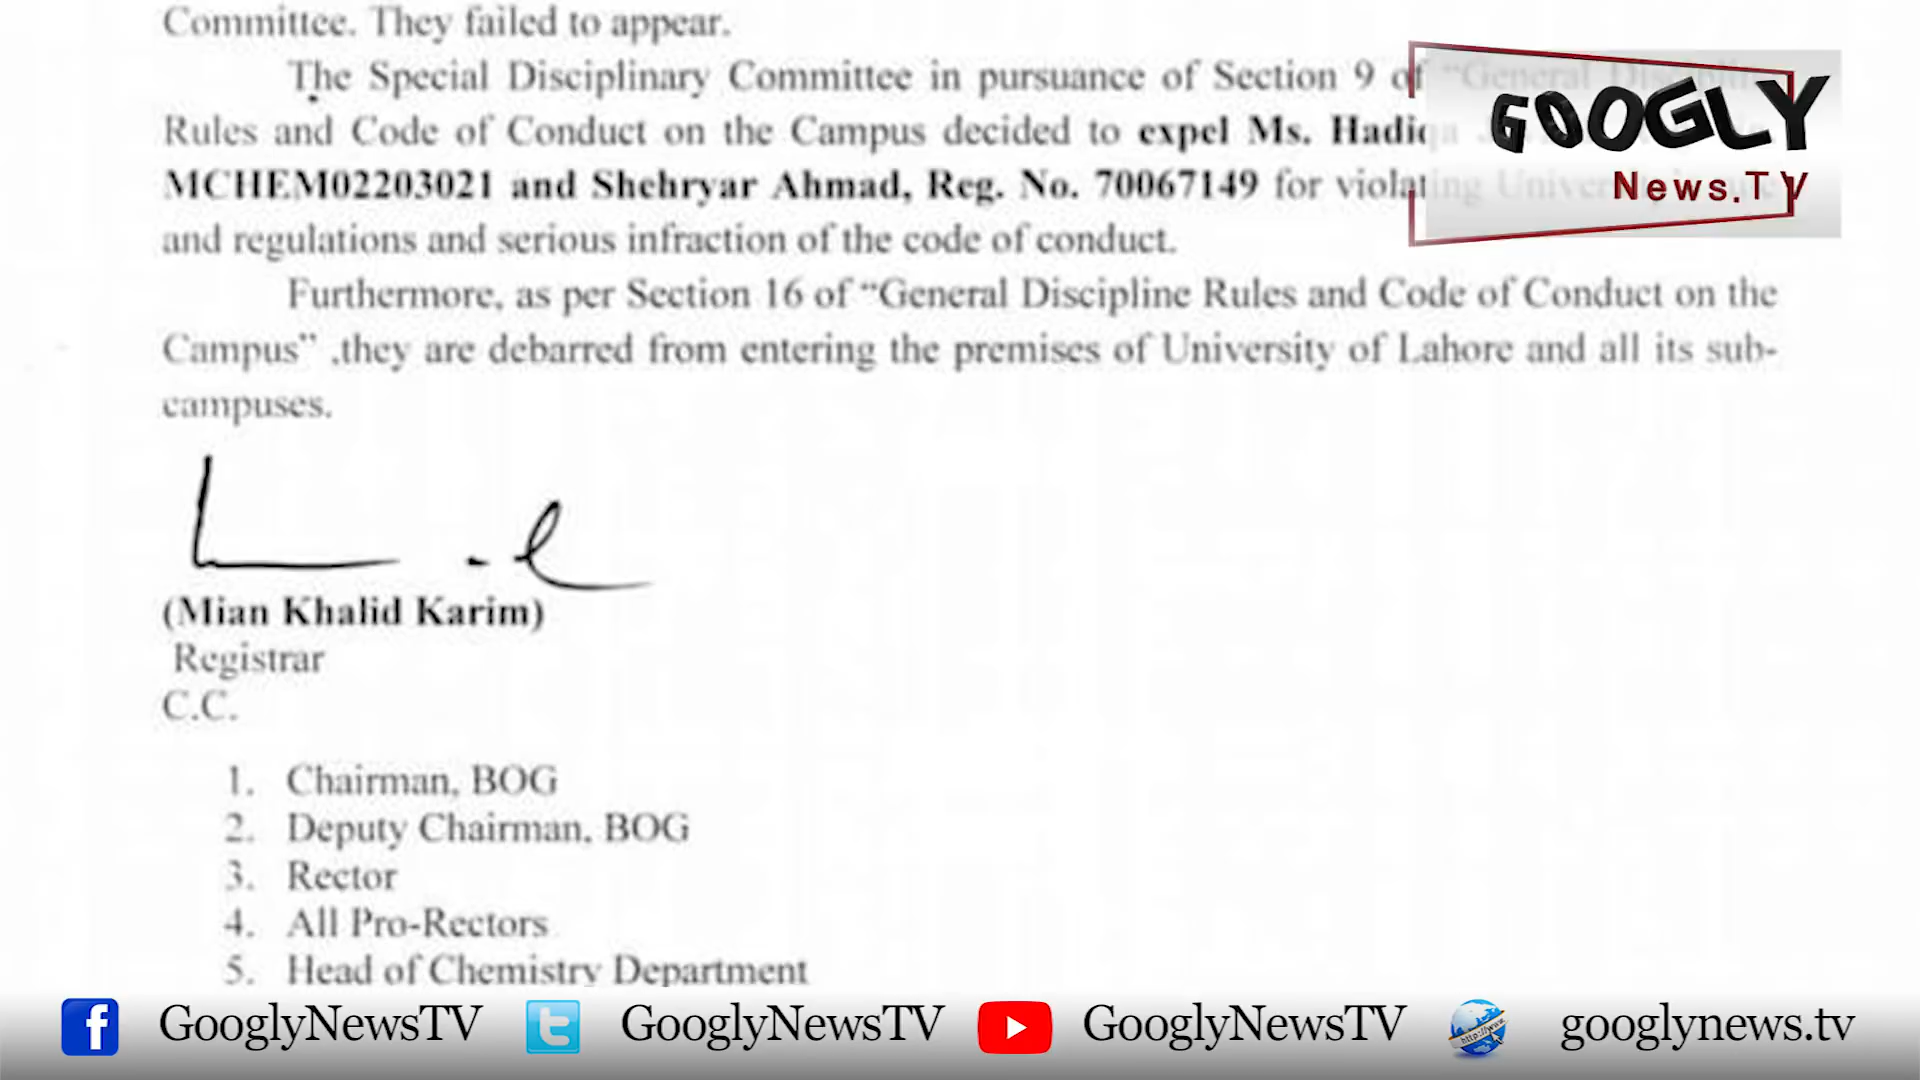 Committee. They failed to appear.
The Special Disciplinary Committee in pursuance of Section 9 of "General Discipline
Rules and Code of Conduct on the Campus decided to expel Ms. Hadiqa
MCHEM02203021 and Shehryar Ahmad, Reg. No. 70067149 for violating University
and regulations and serious infraction of the code of conduct.
Furthermore, as per Section 16 of "General Discipline Rules and Code of Conduct on the
Campus" ,they are debarred from entering the premises of University of Lahore and all its sub-
campuses.
(Mian Khalid Karim)
Registrar
C.C.
1. Chairman, BOG
2. Deputy Chairman, BOG
3. Rector
4. All Pro-Rectors
5. Head of Chemistry Department
GOOGLY
News.TV
GooglyNewsTV GooglyNewsTV GooglyNewsTV googlynews.tv